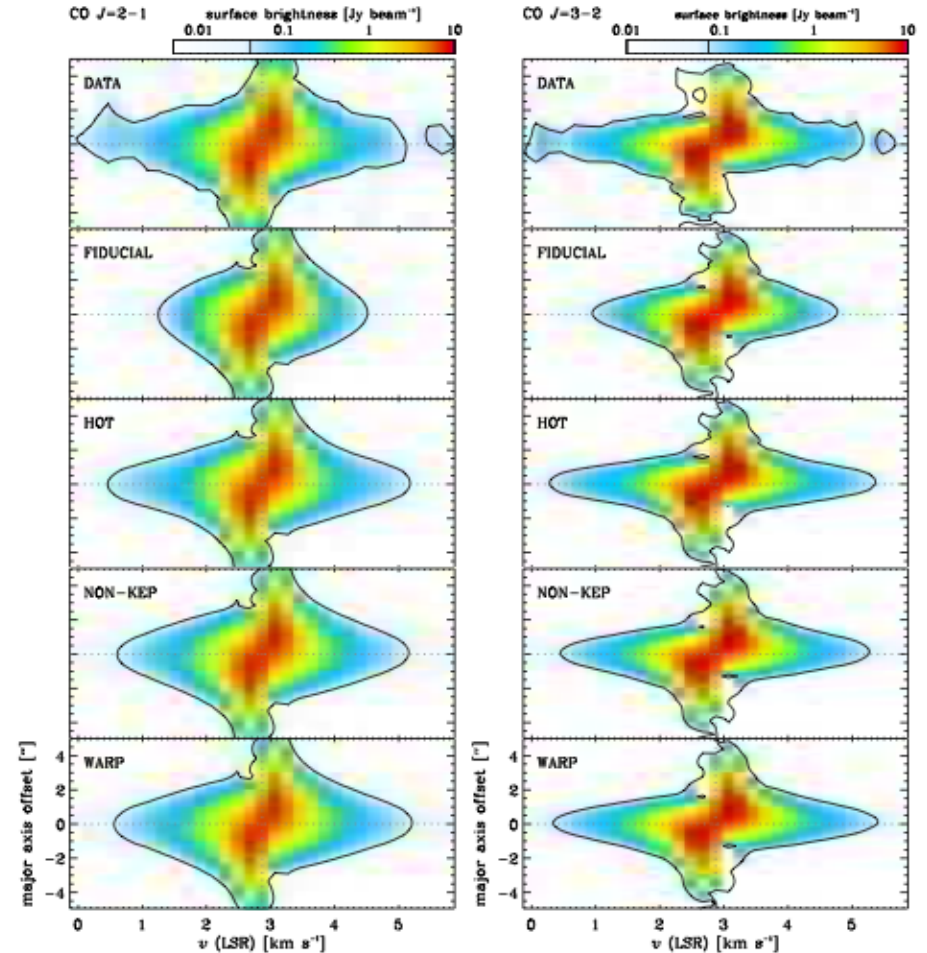 CO J=2-1 surface brightness [Jy beam⁻¹]
0.01 0.1 1 10
CO J=3-2 surface brightness [Jy beam⁻¹]
0.01 0.1 1 10
DATA
DATA
FIDUCIAL
FIDUCIAL
HOT
HOT
NON-KEP
NON-KEP
WARP
WARP
major axis offset ["]
4
2
0
-2
-4
major axis offset ["]
4
2
0
-2
-4
0 1 2 3 4 5
v (LSR) [km s⁻¹]
0 1 2 3 4 5
v (LSR) [km s⁻¹]